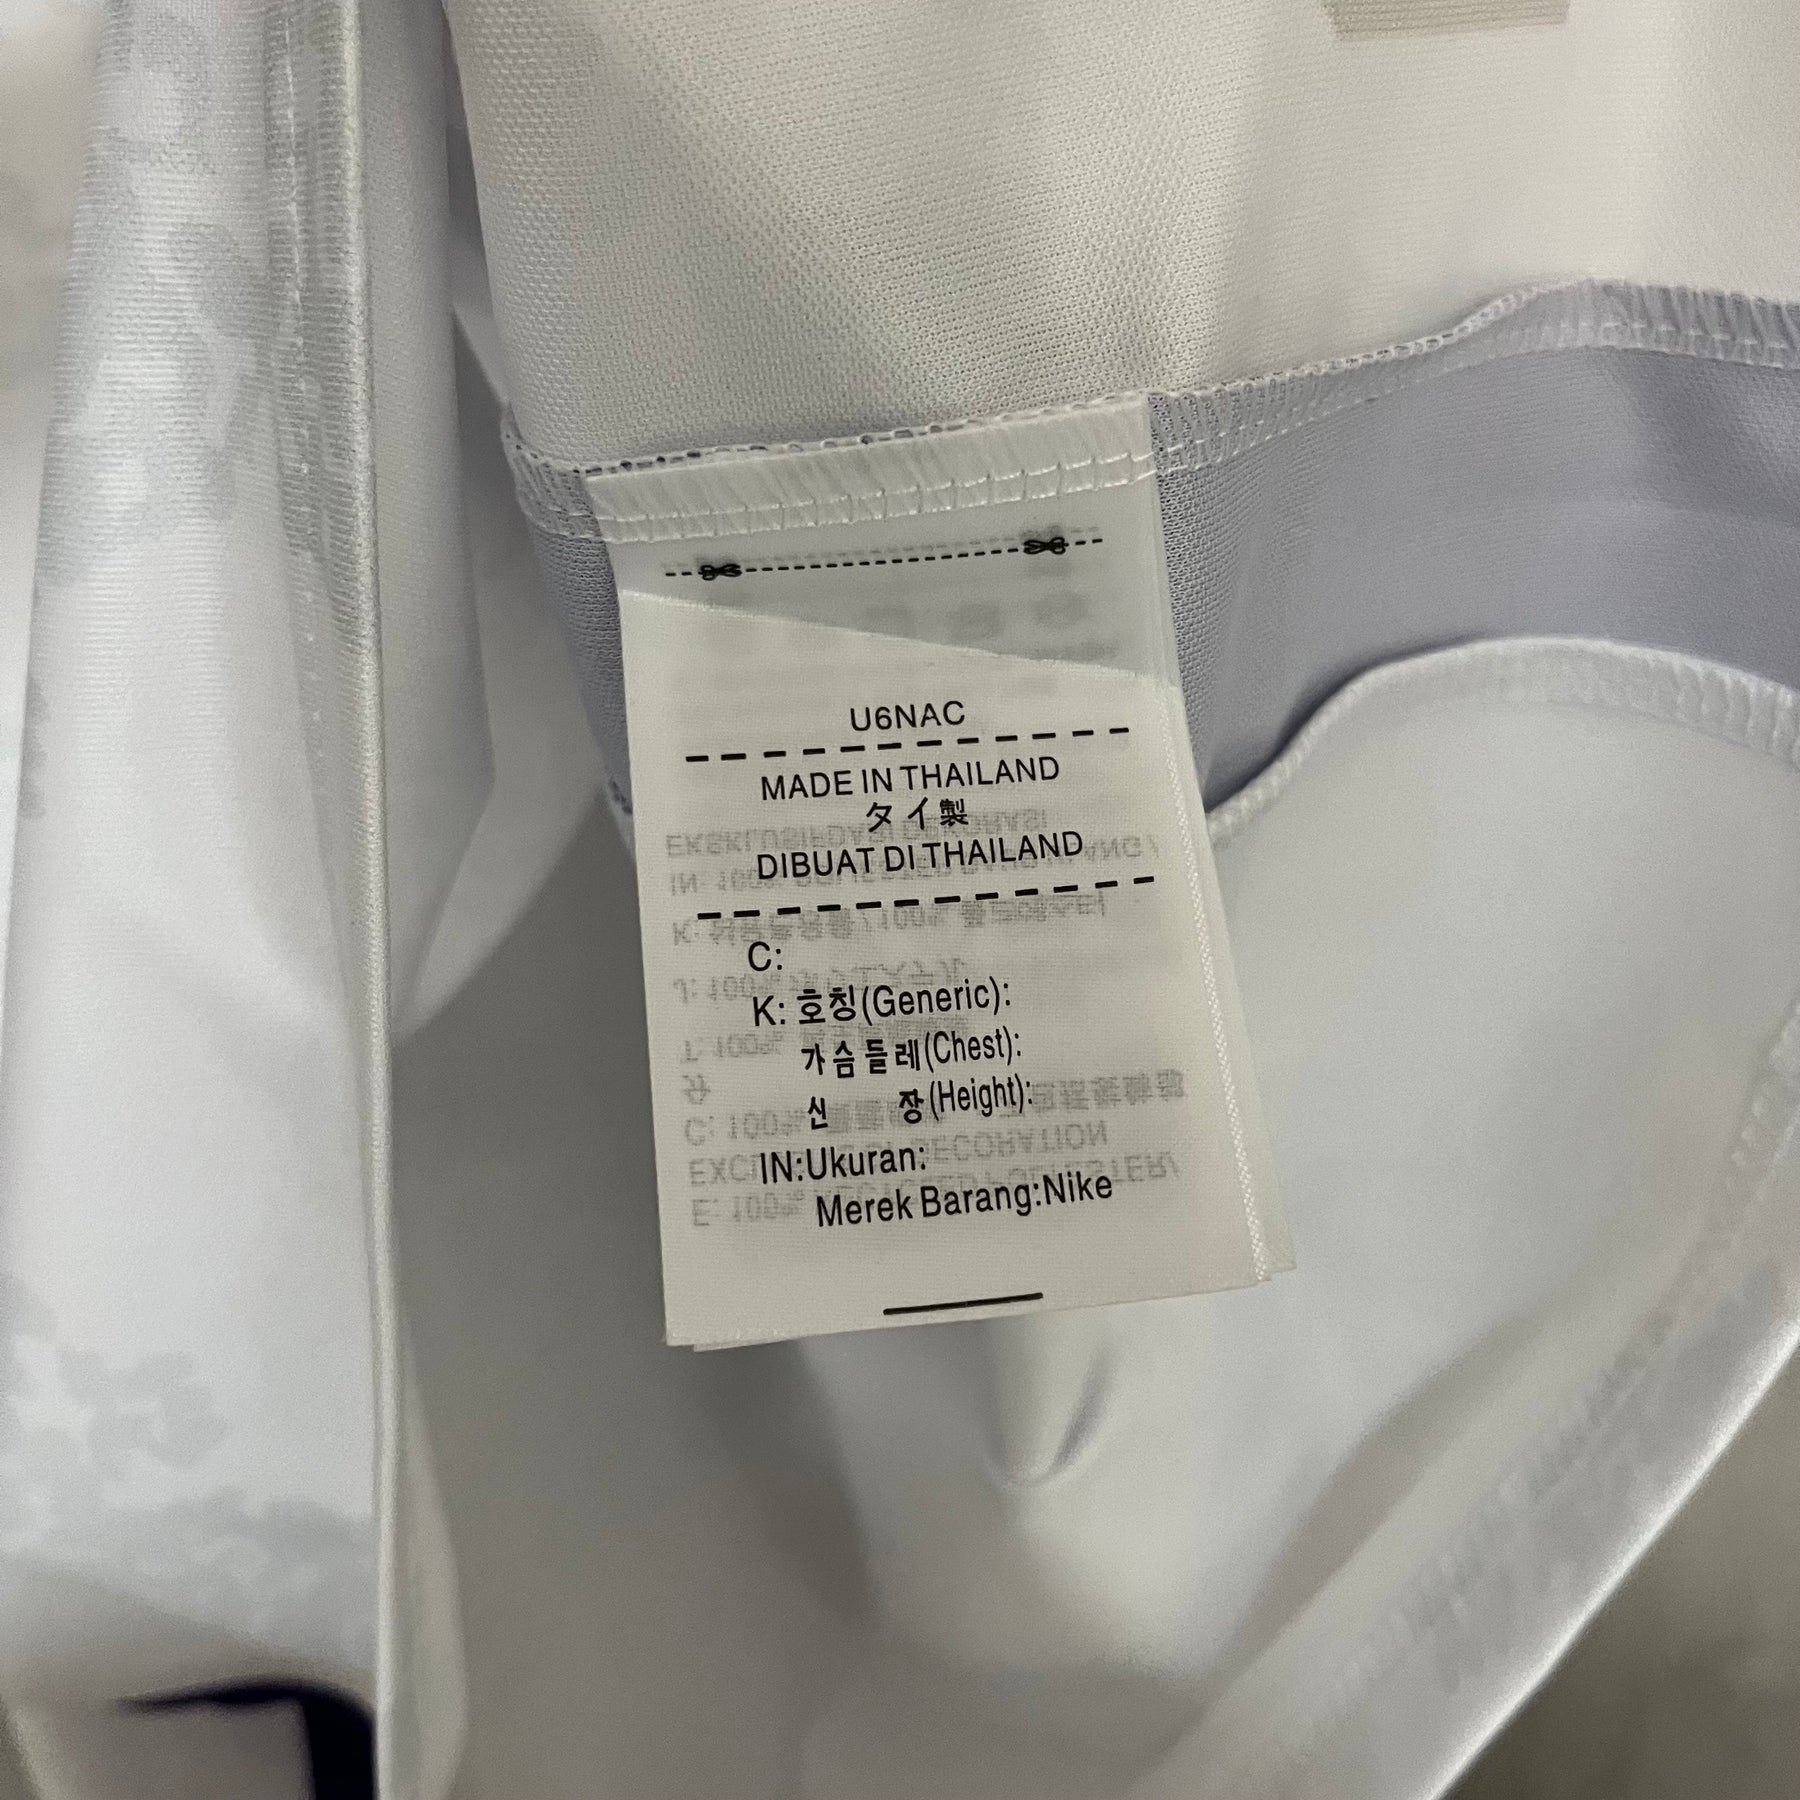 U6NAC
MADE IN THAILAND
タイ製
DIBUAT DI THAILAND
C:
K: 호칭(Generic):
가슴들레(Chest):
신 장(Height):
IN:Ukuran:
Merek Barang:Nike